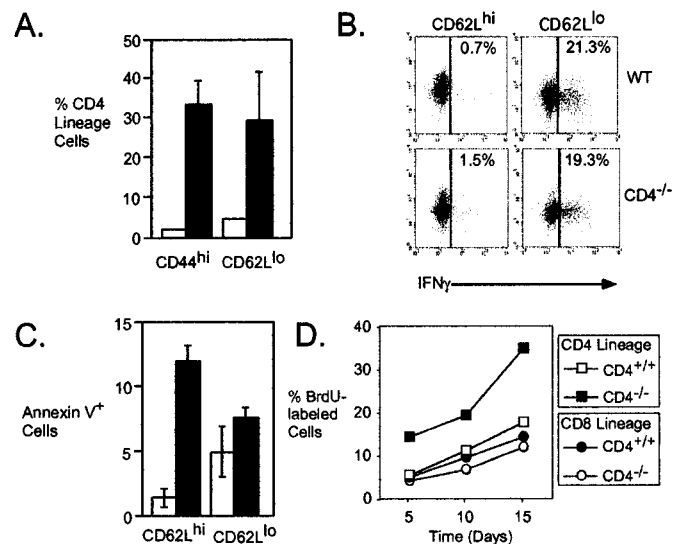 A.
50
40
30
20
10
0
% CD4
Lineage
Cells
CD44hi CD62Llo
B.
CD62Lhi CD62Llo
0.7% 21.3%
WT
1.5% 19.3%
CD4-/-
IFNγ
C.
15
10
5
0
Annexin V+
Cells
CD62Lhi CD62Llo
D.
40
30
20
10
0
% BrdU-
labeled
Cells
5 10 15
Time (Days)
CD4 Lineage
CD4+/+
CD4-/-
CD8 Lineage
CD4+/+
CD4-/-